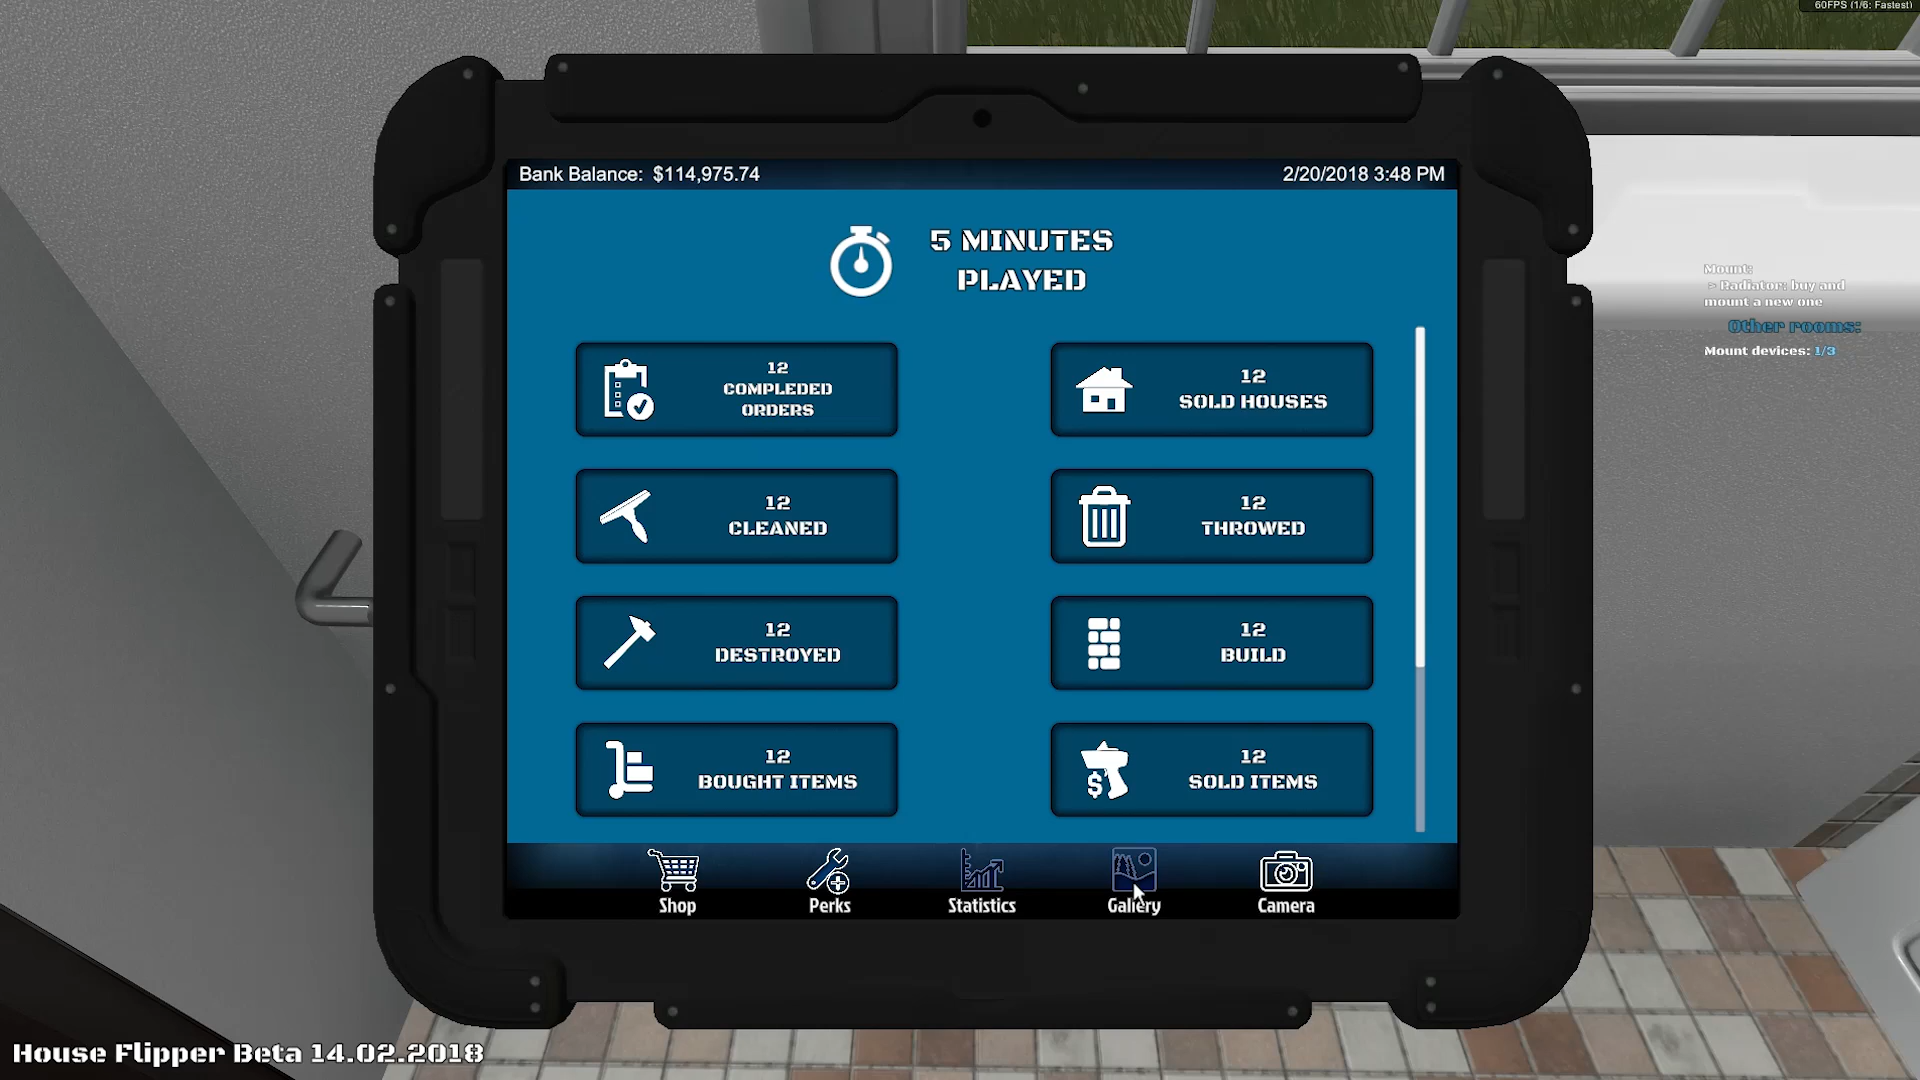 60FPS (1/6: Fastest)
Bank Balance: $114,975.74
2/20/2018 3:48 PM
5 MINUTES
PLAYED
12
COMPLEDED
ORDERS
12
SOLD HOUSES
12
CLEANED
12
THROWED
12
DESTROYED
12
BUILD
12
BOUGHT ITEMS
$
12
SOLD ITEMS
Shop
Perks
Statistics
Gallery
Camera
Mount:
> Radiator: buy and
mount a new one
Other rooms:
Mount devices: 1/3
House Flipper Beta 14.02.2018